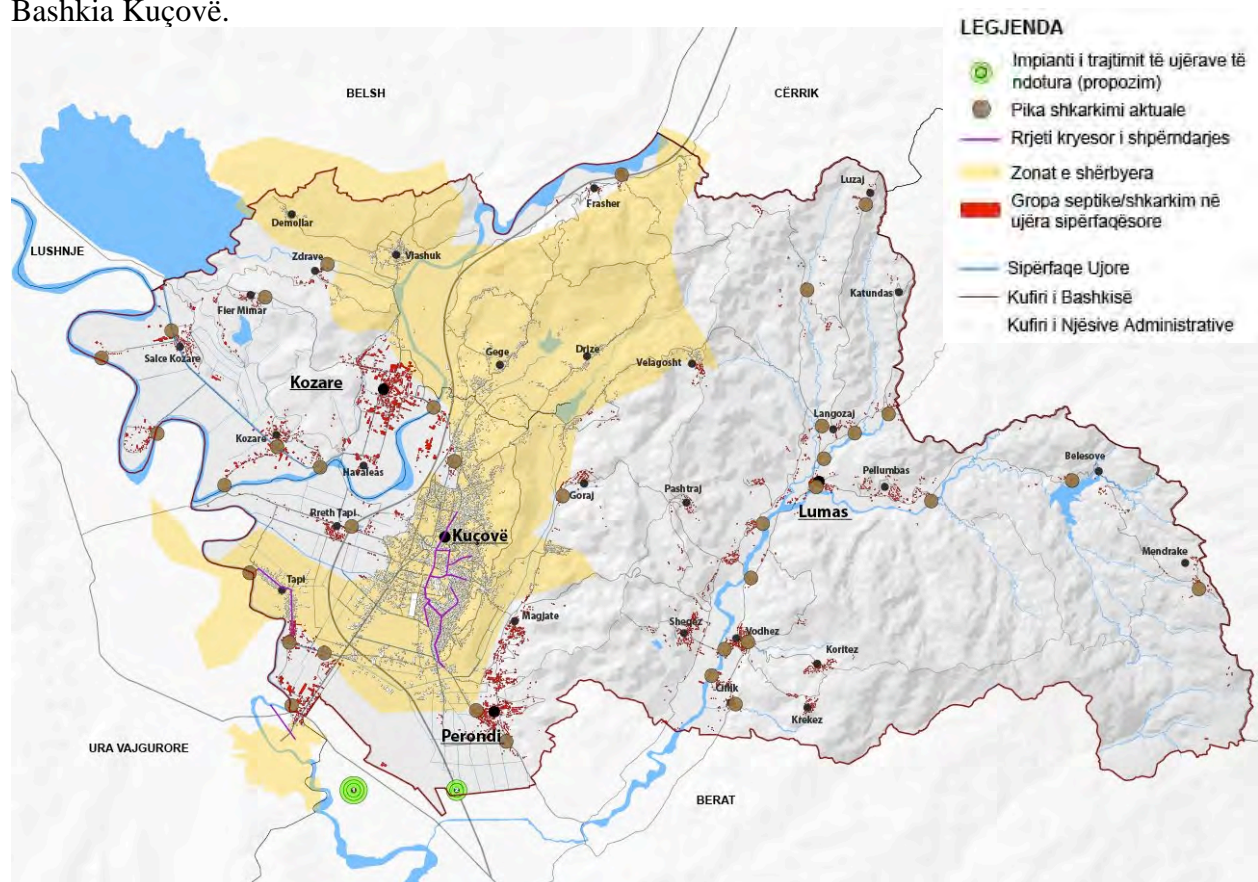 Bashkia Kuçovë.
LEGJENDA
Impianti i trajtimit të ujërave të
ndotura (propozim)
Pika shkarkimi aktuale
Rrjeti kryesor i shpërndarjes
Zonat e shërbyera
Gropa septike/shkarkim në
ujëra sipërfaqësore
Sipërfaqe Ujore
Kufiri i Bashkisë
Kufiri i Njësive Administrative
BELSH
CËRRIK
Luzaj
Frasher
Demollar
LUSHNJE
Vlashuk
Zdrave
Katundas
Fier Mimar
Salce Kozare
Gege
Drize
Velagosht
Kozare
Langozaj
Kozare
Havaleas
Belesove
Pellumbas
Goraj
Pashtraj
Lumas
Rreth Tapi
Kuçovë
Mendrake
Tapi
Magjate
Shegez
Vodhez
Koritez
Ciflik
Krekez
Perondi
URA VAJGURORE
BERAT